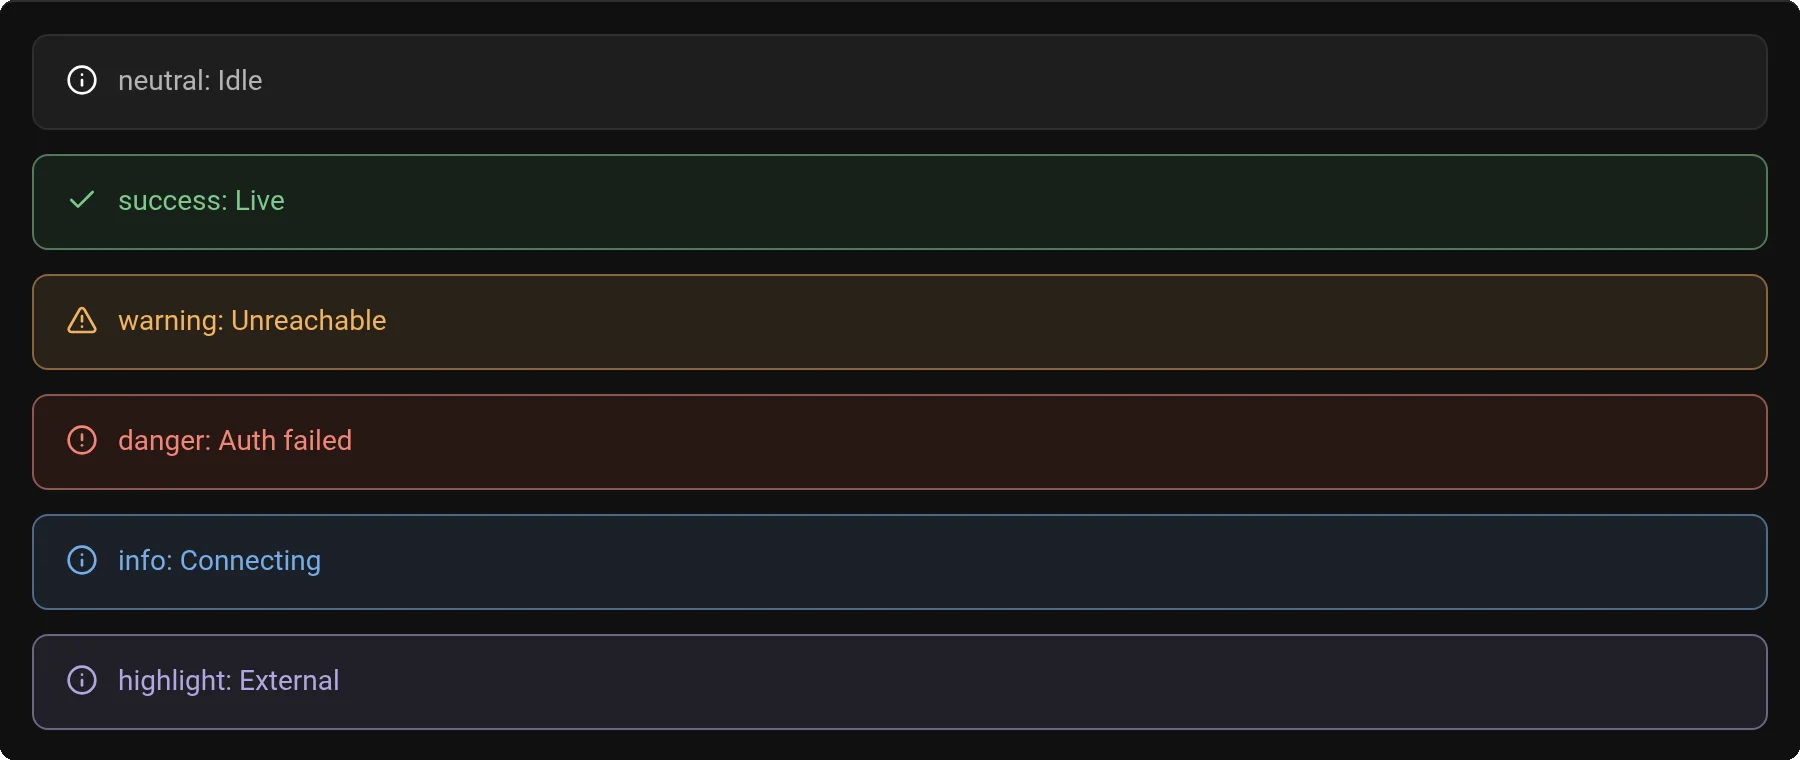 neutral: Idle
success: Live
warning: Unreachable
danger: Auth failed
info: Connecting
highlight: External